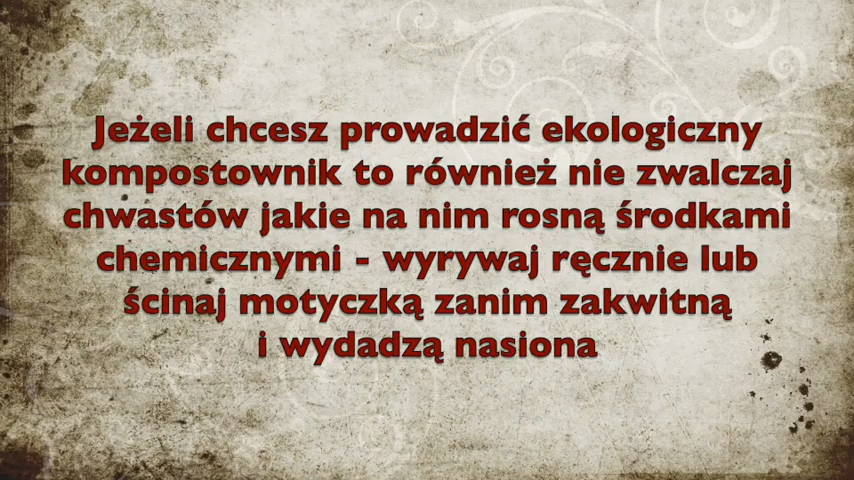 Jeżeli chcesz prowadzić ekologiczny
kompostownik to również nie zwalczaj
chwastów jakie na nim rosną środkami
chemicznymi - wyrywaj ręcznie lub
ścinaj motyczką zanim zakwitną
i wydadzą nasiona